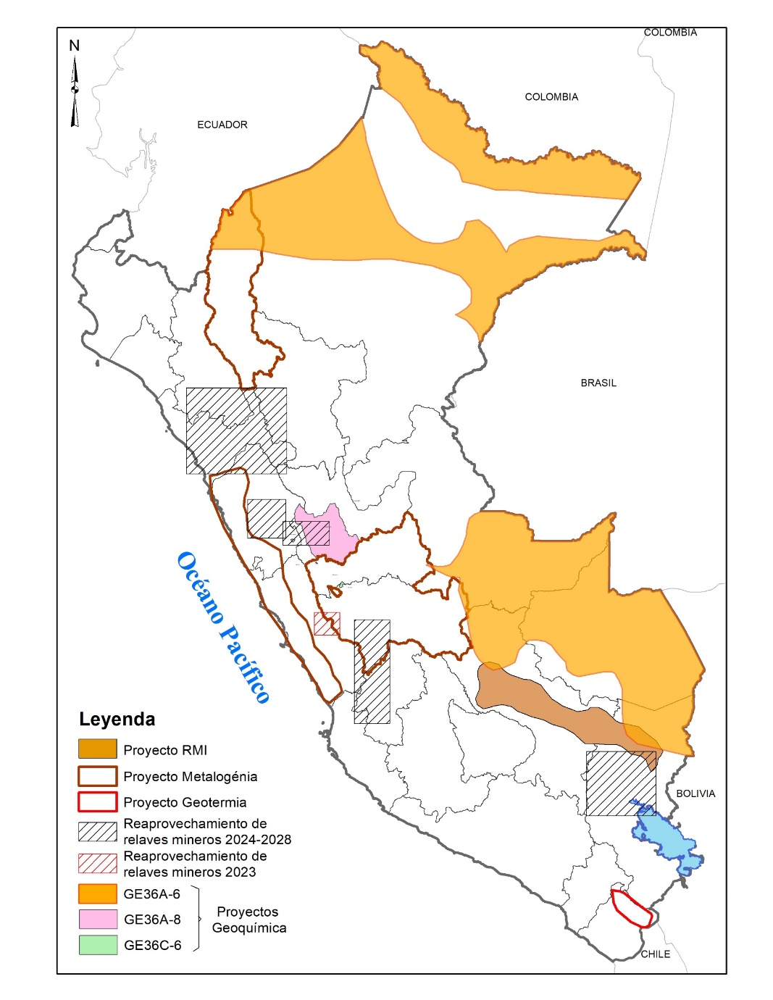 COLOMBIA
N
COLOMBIA
ECUADOR
BRASIL
Océano Pacífico
Leyenda
Proyecto RMI
Proyecto Metalogénia
Proyecto Geotermia
Reaprovechamiento de
relaves mineros 2024-2028
Reaprovechamiento de
relaves mineros 2023
GE36A-6
GE36A-8
GE36C-6
Proyectos
Geoquímica
BOLIVIA
CHILE